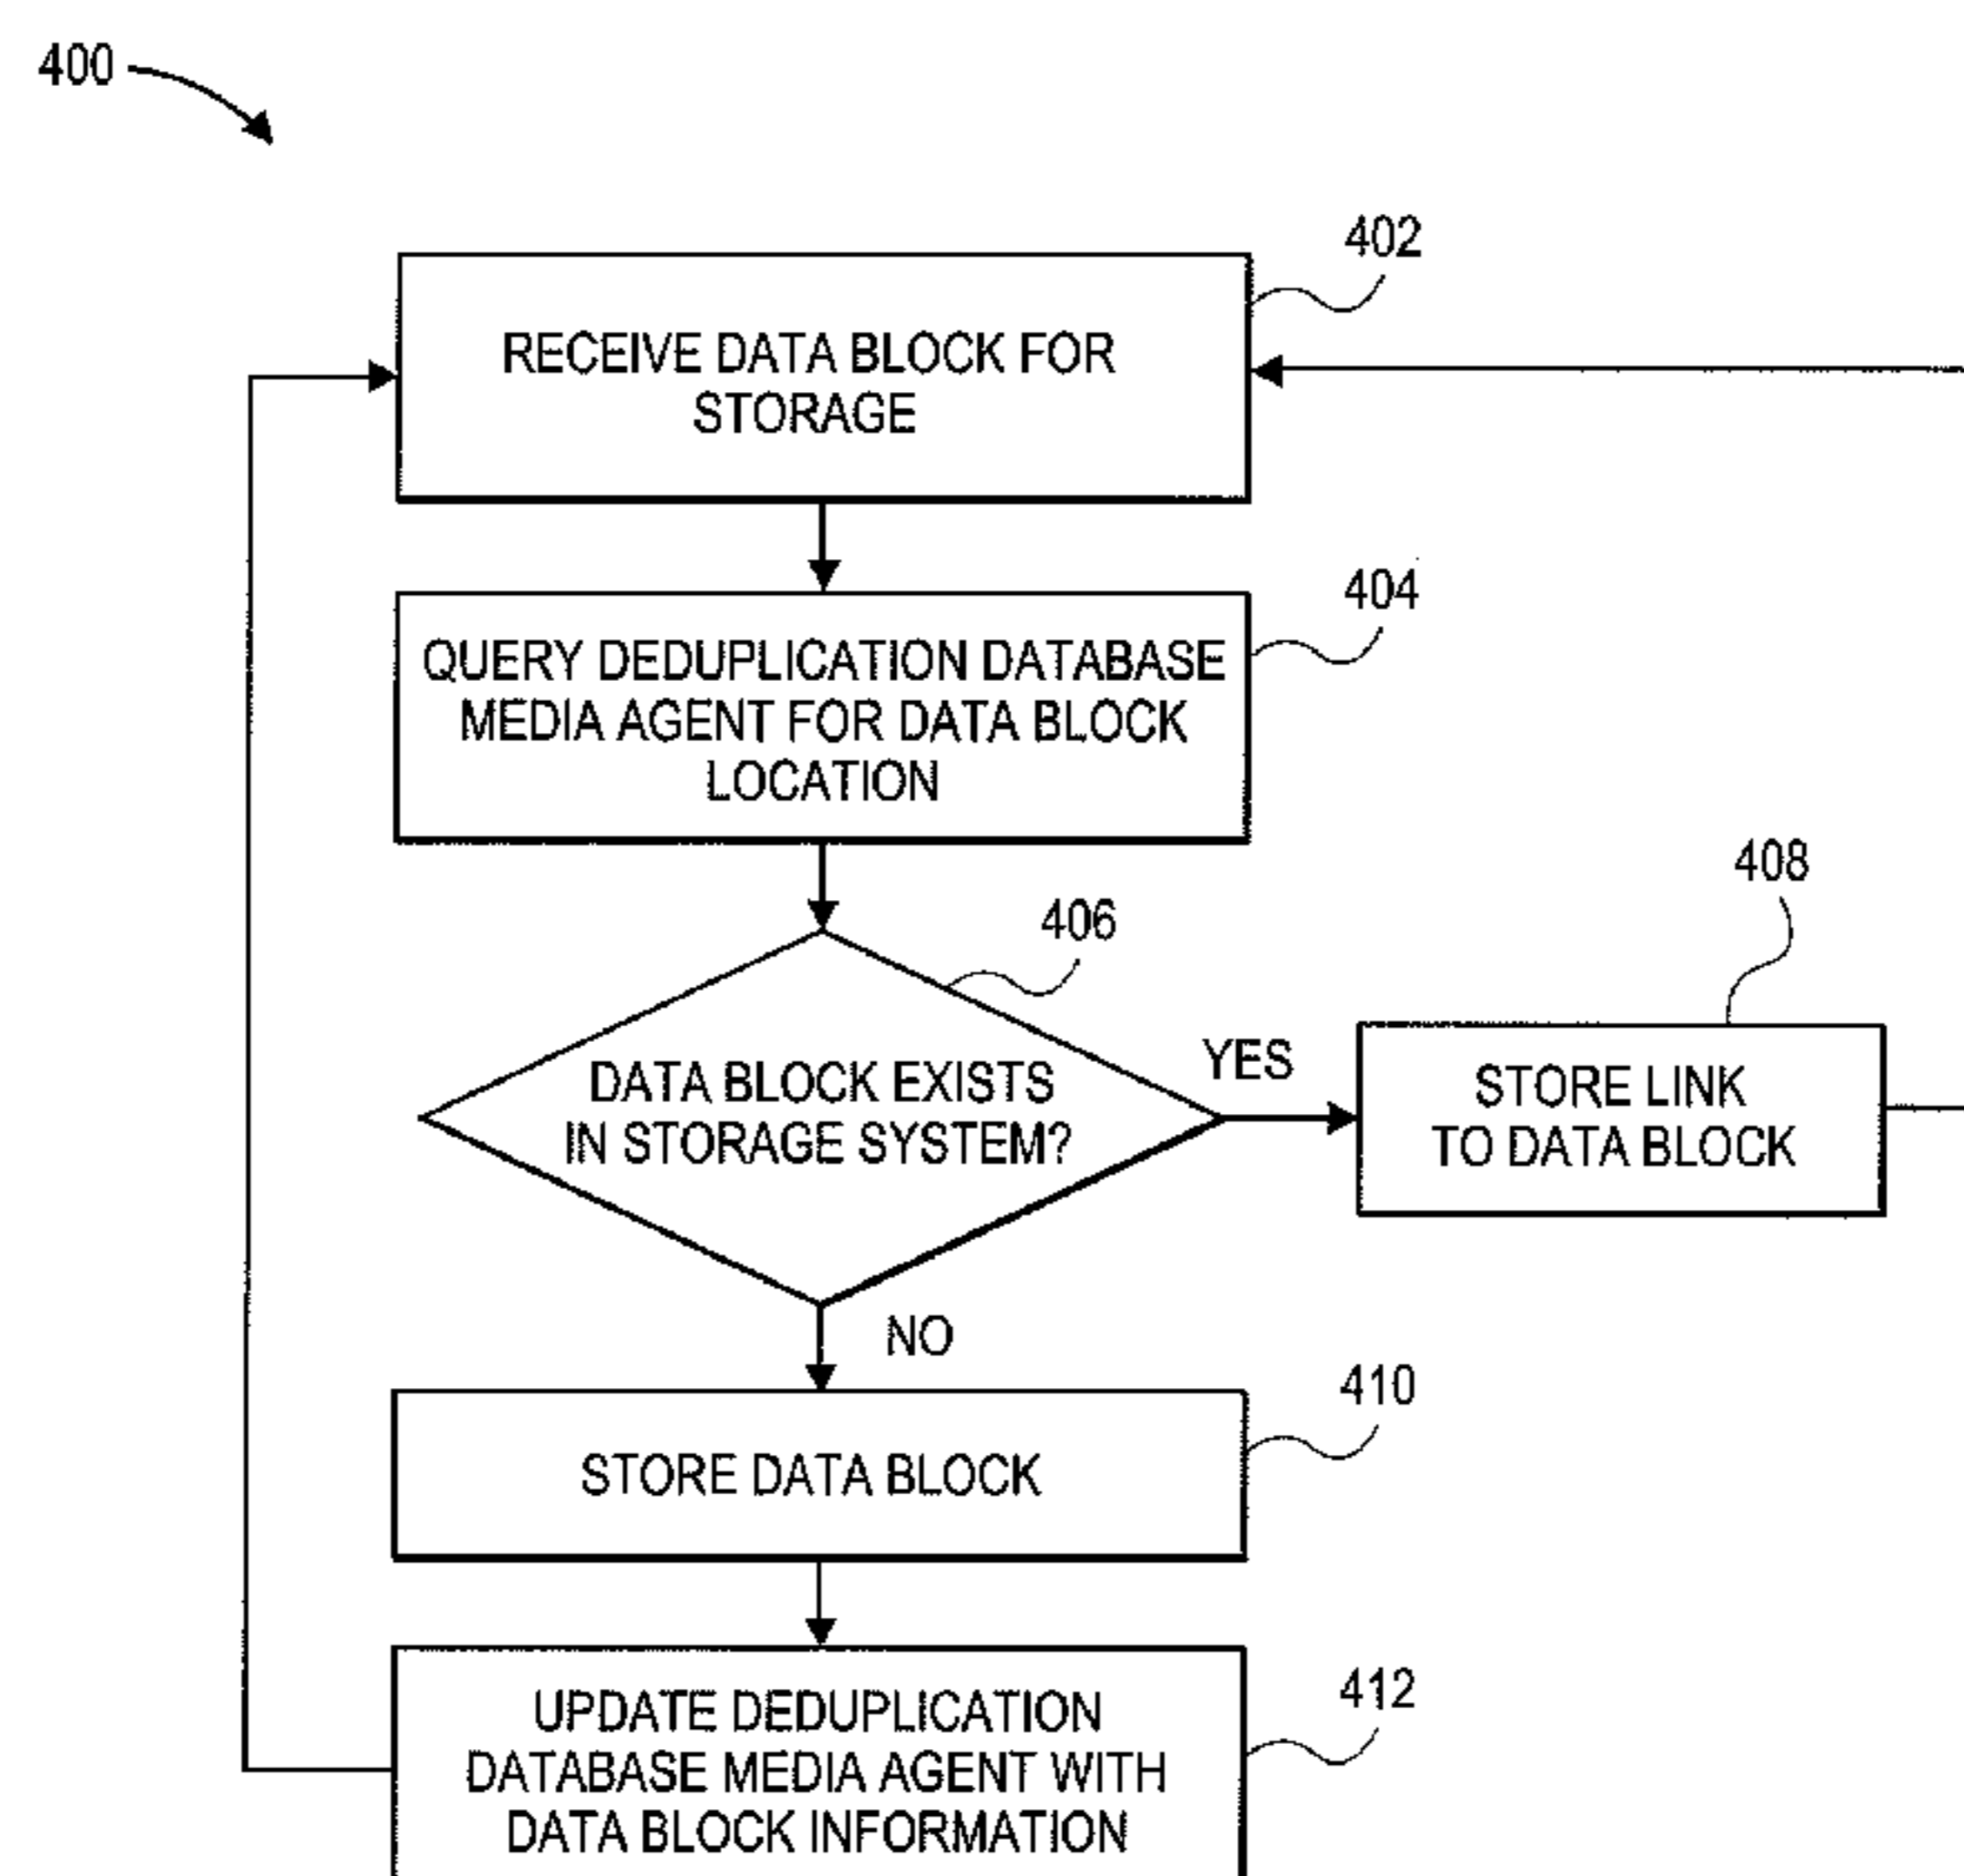 400
402
RECEIVE DATA BLOCK FOR
STORAGE
404
QUERY DEDUPLICATION DATABASE
MEDIA AGENT FOR DATA BLOCK
LOCATION
406
408
DATA BLOCK EXISTS
IN STORAGE SYSTEM?
YES
STORE LINK
TO DATA BLOCK
NO
410
STORE DATA BLOCK
412
UPDATE DEDUPLICATION
DATABASE MEDIA AGENT WITH
DATA BLOCK INFORMATION